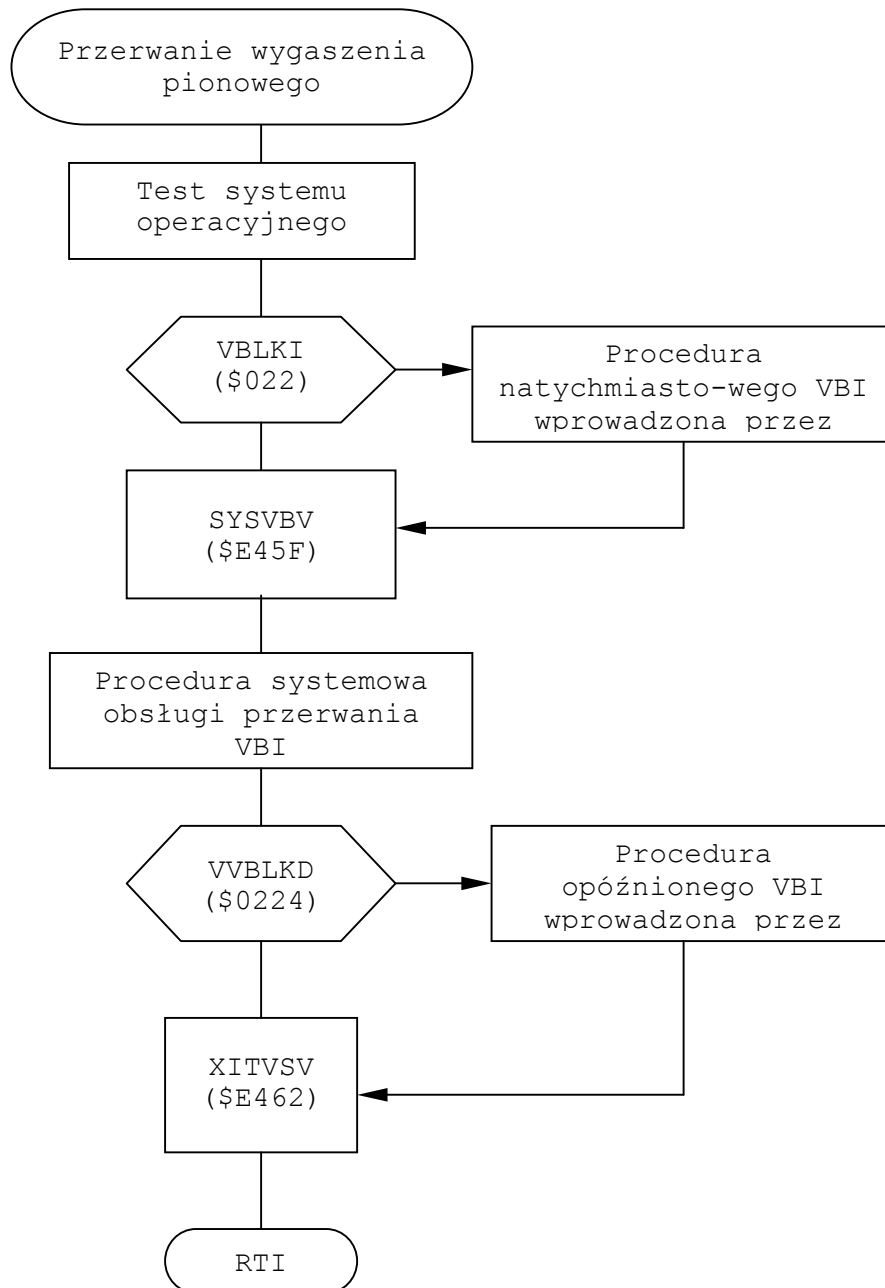 Przerwanie wygaszenia
pionowego
Test systemu
operacyjnego
VBLKI
($022)
Procedura
natychmiasto-wego VBI
wprowadzona przez
SYSVBV
($E45F)
Procedura systemowa
obsługi przerwania
VBI
VVBLKD
($0224)
Procedura
opóźnionego VBI
wprowadzona przez
XITVSV
($E462)
RTI